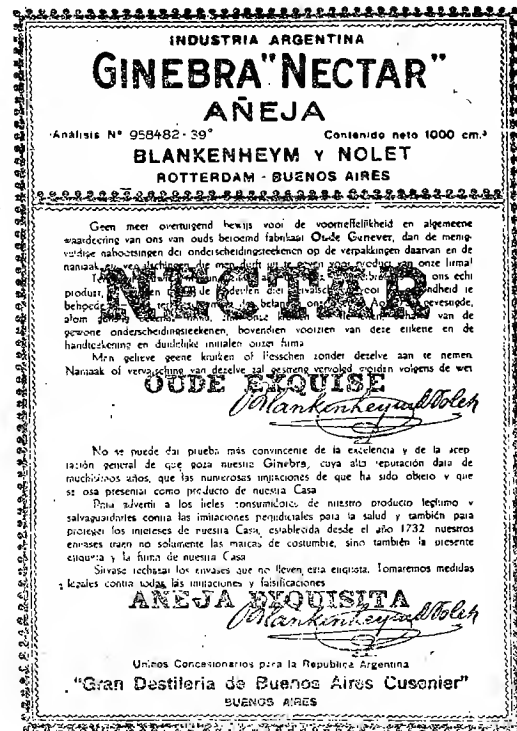 INDUSTRIA ARGENTINA
GINEBRA "NECTAR"
AÑEJA
Análisis Nº 958482-39º Contenido neto 1000 cm.³
BLANKENHEYM Y NOLET
ROTTERDAM - BUENOS AIRES
Geen meer overtuigend bewijs voor de voortreffelijkheid en algemeene
waardeering van ons van ouds beroemd fabrikaat Oude Genever, dan de menig-
vuldige nabootsingen der onderscheidingsteekenen op de verpakkingen daarvan en de
namaak van onze firma!
ons echt
product
behoede gevoegde,
alom van de
gewone onderscheidingsteekenen, bovendien voorzien van deze etikette en de
handteekening en duidelijke initialen onzer firma
Men gelieve geene kruiken of flesschen zonder dezelve aan te nemen.
Namaak of vervalsching van dezelve zal gestreng vervolgd worden volgens de wet
NECTAR
OUDE EXQUISE
Blankenheym & Nolet
No se puede dar prueba más convincente de la excelencia y de la acep-
tación general de que goza nuestra Ginebra, cuya alta reputación data de
muchísimos años, que las numerosas imitaciones de que ha sido objeto y que
se osa presentar como producto de nuestra Casa
Para advertir a los fieles consumidores de nuestro producto legítimo y
salvaguardarles contra las imitaciones perjudiciales para la salud y también para
proteger los intereses de nuestra Casa, establecida desde el año 1732 nuestros
envases traen no solamente las marcas de costumbre, sino también la presente
etiqueta y la firma de nuestra Casa
Sírvase rechazar los envases que no lleven esta etiqueta. Tomaremos medidas
legales contra todas las imitaciones y falsificaciones
AÑEJA EXQUISITA
Blankenheym & Nolet
Unicos Concesionarios para la República Argentina
"Gran Destilería de Buenos Aires Cusenier"
BUENOS AIRES